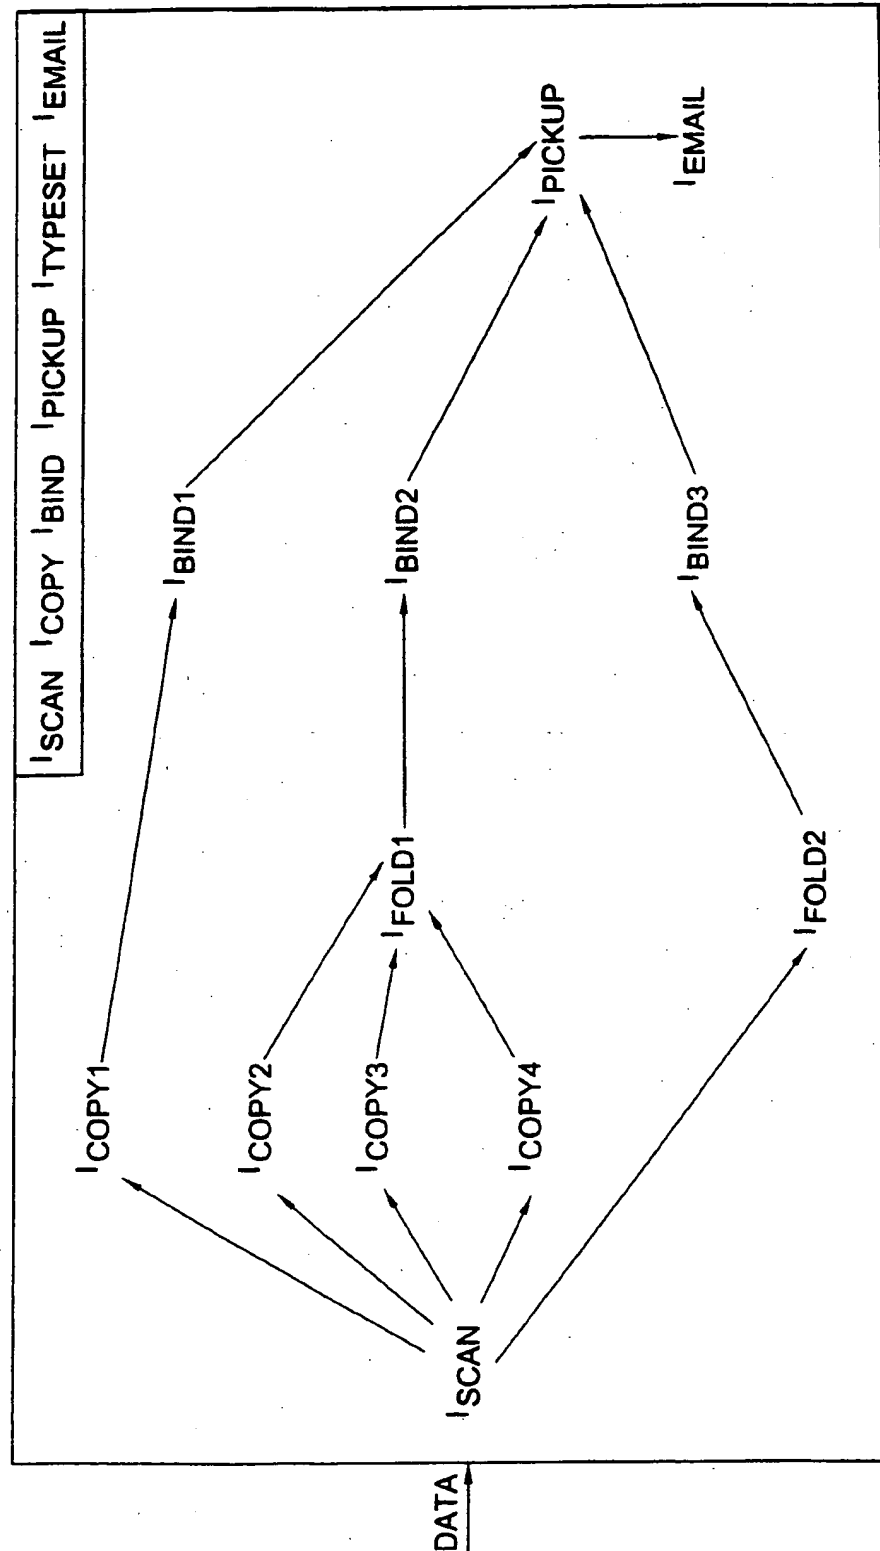 ISCAN ICOPY IBIND IPICKUP ITYPESET IEMAIL
DATA
ISCAN
ICOPY1
ICOPY2
ICOPY3
ICOPY4
IFOLD1
IFOLD2
IBIND1
IBIND2
IBIND3
IPICKUP
IEMAIL